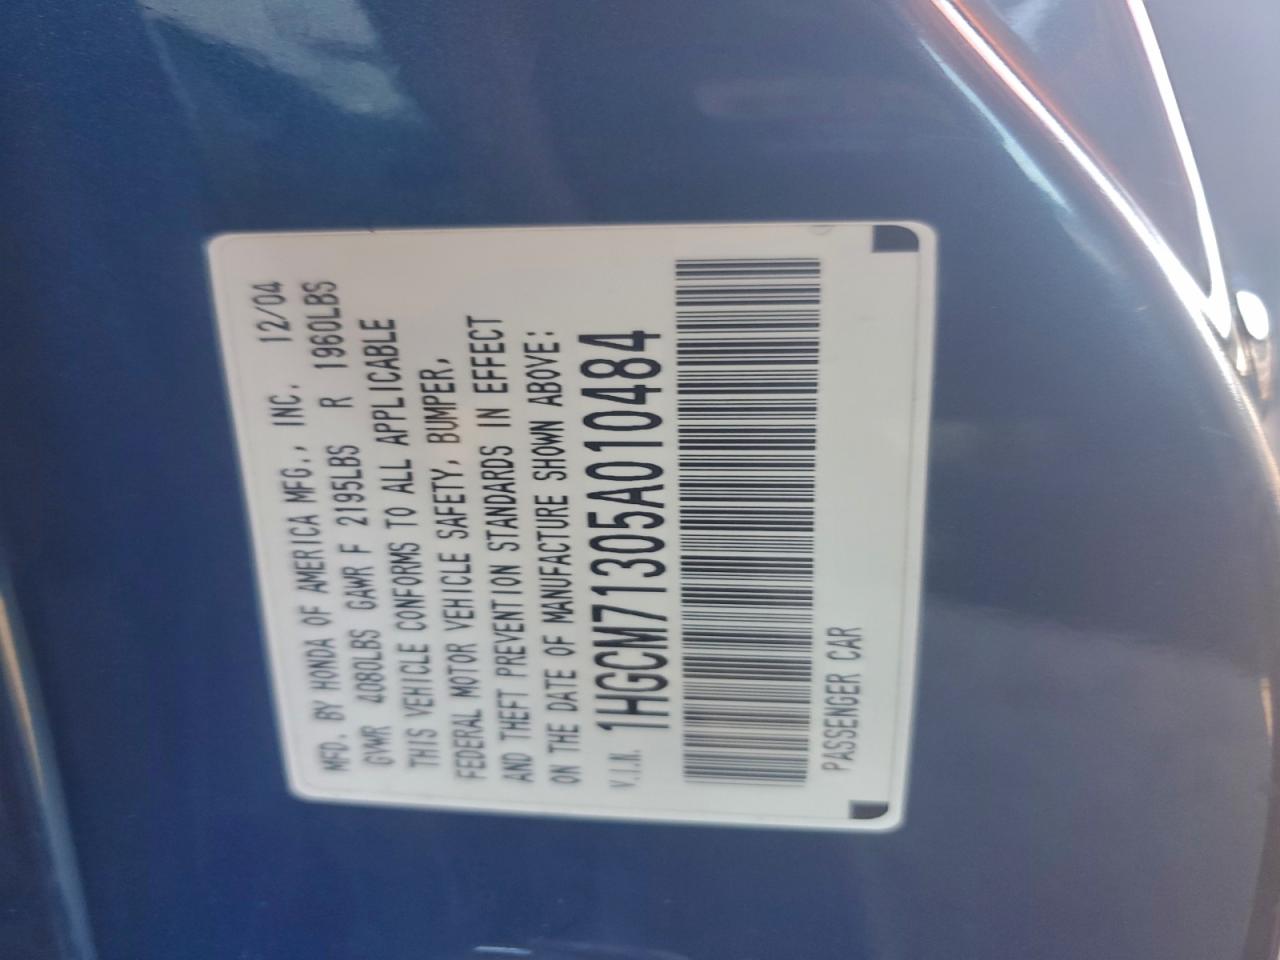 MFD. BY HONDA OF AMERICA MFG., INC. 12/04
GVWR 4080LBS GAWR F 2195LBS R 1960LBS
THIS VEHICLE CONFORMS TO ALL APPLICABLE
FEDERAL MOTOR VEHICLE SAFETY, BUMPER,
AND THEFT PREVENTION STANDARDS IN EFFECT
ON THE DATE OF MANUFACTURE SHOWN ABOVE:
V.I.N. 1HGCM71305A010484
PASSENGER CAR